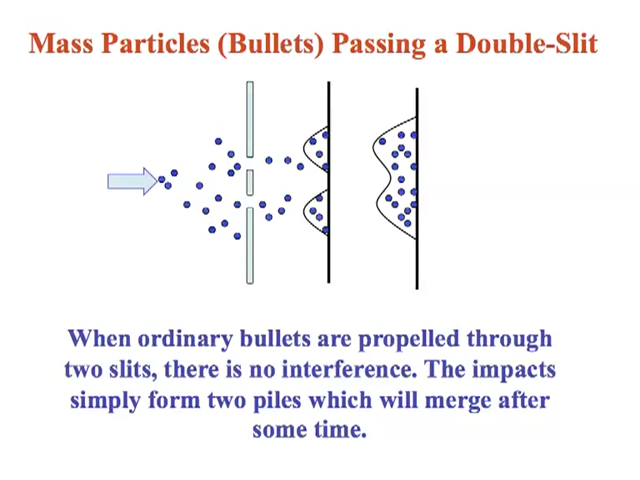 Mass Particles (Bullets) Passing a Double-Slit
When ordinary bullets are propelled through
two slits, there is no interference. The impacts
simply form two piles which will merge after
some time.